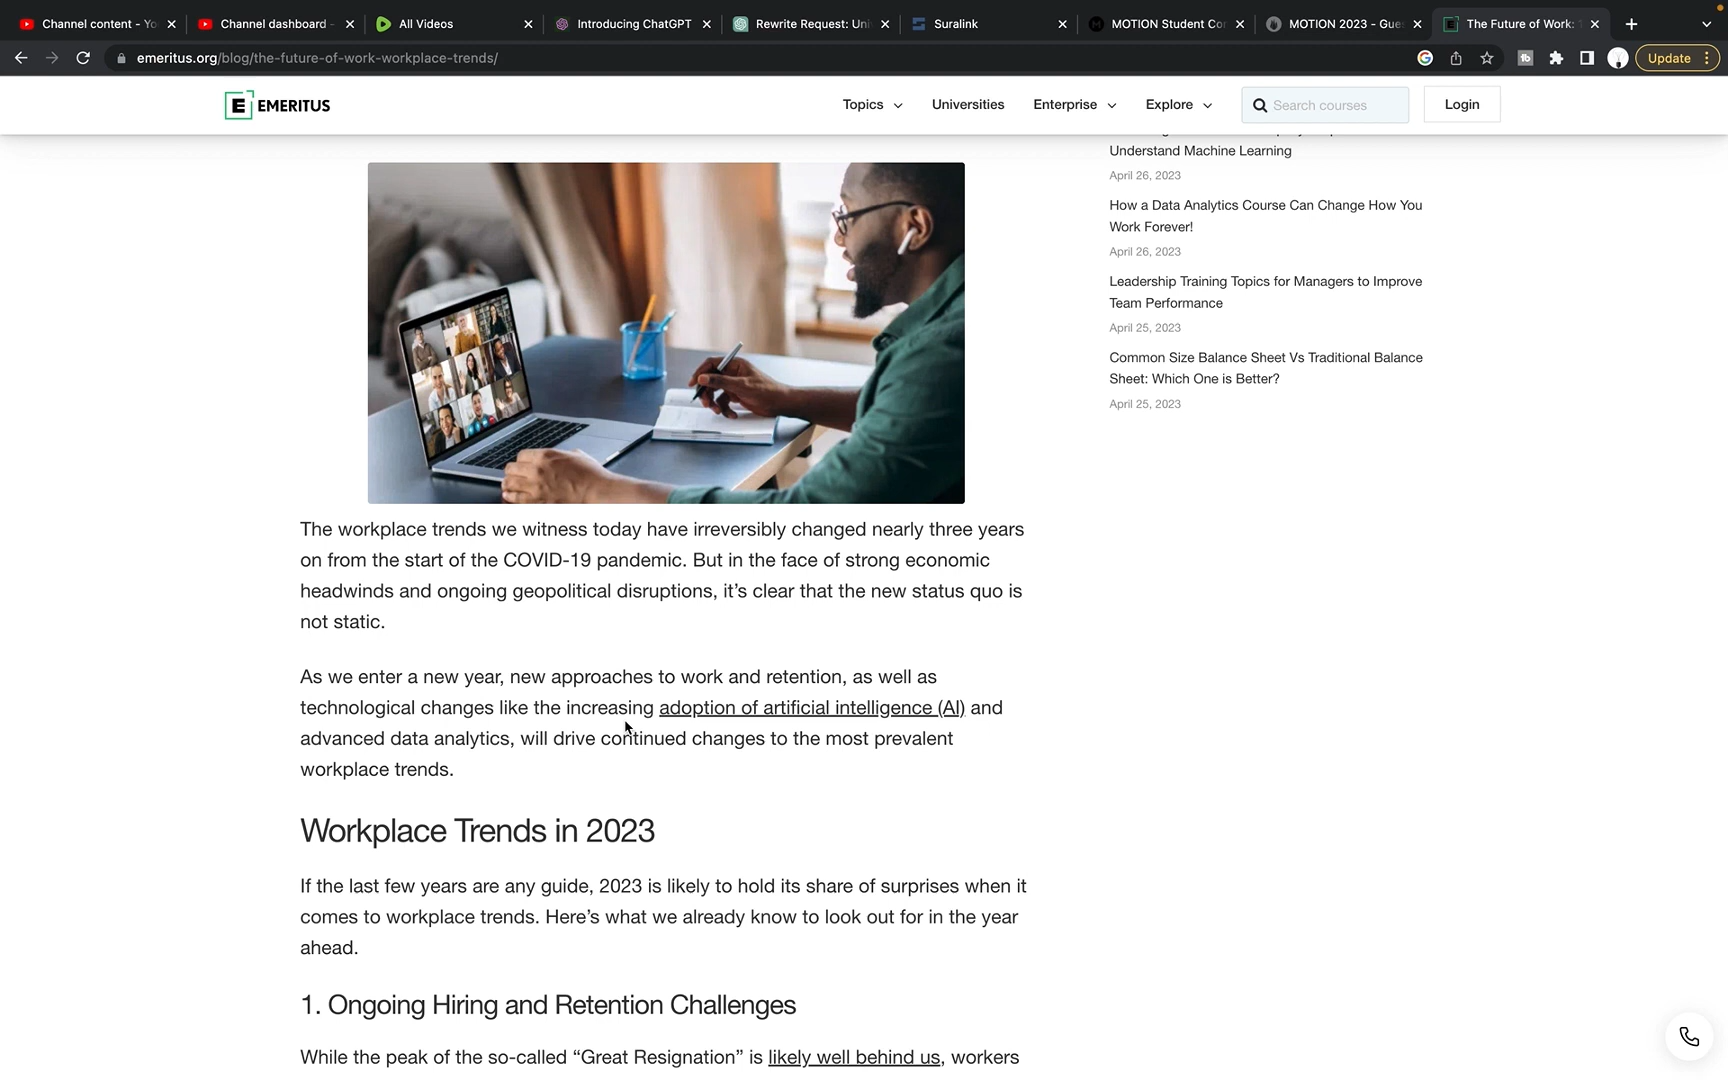 Channel content - Yo
Channel dashboard -
All Videos
Introducing ChatGPT
Rewrite Request: Uni
Suralink
MOTION Student Co
MOTION 2023 - Gue
The Future of Work:
emeritus.org/blog/the-future-of-work-workplace-trends/
Update
E EMERITUS
Topics
Universities
Enterprise
Explore
Search courses
Login
Understand Machine Learning
April 26, 2023
How a Data Analytics Course Can Change How You
Work Forever!
April 26, 2023
Leadership Training Topics for Managers to Improve
Team Performance
April 25, 2023
Common Size Balance Sheet Vs Traditional Balance
Sheet: Which One is Better?
April 25, 2023
The workplace trends we witness today have irreversibly changed nearly three years
on from the start of the COVID-19 pandemic. But in the face of strong economic
headwinds and ongoing geopolitical disruptions, it’s clear that the new status quo is
not static.
As we enter a new year, new approaches to work and retention, as well as
technological changes like the increasing adoption of artificial intelligence (AI) and
advanced data analytics, will drive continued changes to the most prevalent
workplace trends.
Workplace Trends in 2023
If the last few years are any guide, 2023 is likely to hold its share of surprises when it
comes to workplace trends. Here’s what we already know to look out for in the year
ahead.
1. Ongoing Hiring and Retention Challenges
While the peak of the so-called “Great Resignation” is likely well behind us, workers